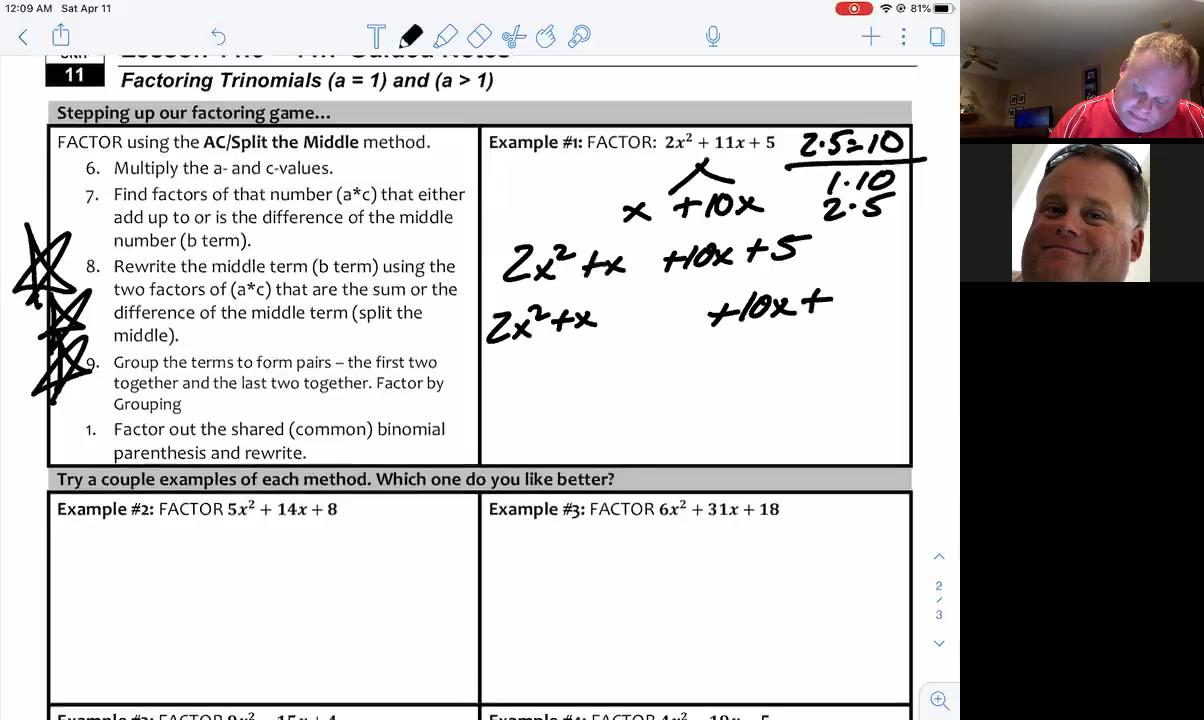 12:09 AM Sat Apr 11
81%
11
Factoring Trinomials (a = 1) and (a > 1)
Stepping up our factoring game...
FACTOR using the AC/Split the Middle method.
6. Multiply the a- and c-values.
7. Find factors of that number (a*c) that either
add up to or is the difference of the middle
number (b term).
8. Rewrite the middle term (b term) using the
two factors of (a*c) that are the sum or the
difference of the middle term (split the
middle).
9. Group the terms to form pairs – the first two
together and the last two together. Factor by
Grouping
1. Factor out the shared (common) binomial
parenthesis and rewrite.
Example #1: FACTOR: 2x² + 11x + 5
2·5=10
1·10
2·5
x +10x
2x² +x +10x +5
2x² +x +10x +
Try a couple examples of each method. Which one do you like better?
Example #2: FACTOR 5x² + 14x + 8
Example #3: FACTOR 6x² + 31x + 18
2
/
3